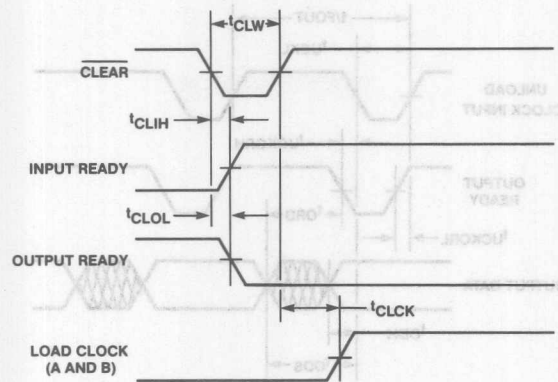 tCLW
CLEAR
tCLIH
INPUT READY
tCLOL
OUTPUT READY
tCLCK
LOAD CLOCK
(A AND B)